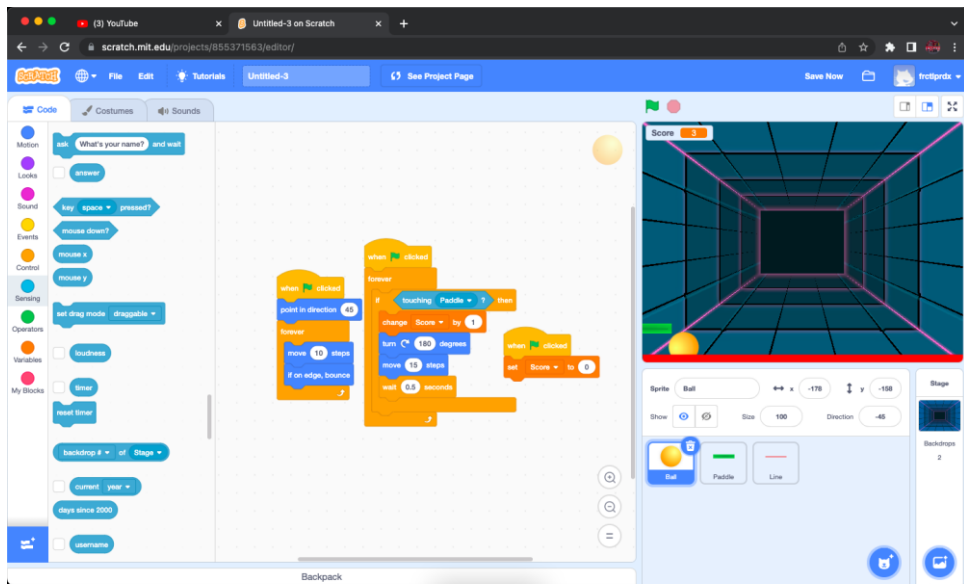 (3) YouTube
Untitled-3 on Scratch
scratch.mit.edu/projects/855371563/editor/
SCRATCH File Edit Tutorials Untitled-3 See Project Page Save Now frctlprdx
Code Costumes Sounds
Motion
Looks
Sound
Events
Control
Sensing
Operators
Variables
My Blocks
ask What's your name? and wait
answer
key space pressed?
mouse down?
mouse x
mouse y
set drag mode draggable
loudness
timer
reset timer
backdrop # of Stage
current year
days since 2000
username
when clicked
point in direction 45
forever
move 10 steps
if on edge, bounce
when clicked
forever
if touching Paddle ? then
change Score by 1
turn 180 degrees
move 15 steps
wait 0.5 seconds
when clicked
set Score to 0
Backpack
Score 3
Sprite Ball x -176 y -158
Show Size 100 Direction -45
Ball
Paddle
Line
Stage
Backdrops
2